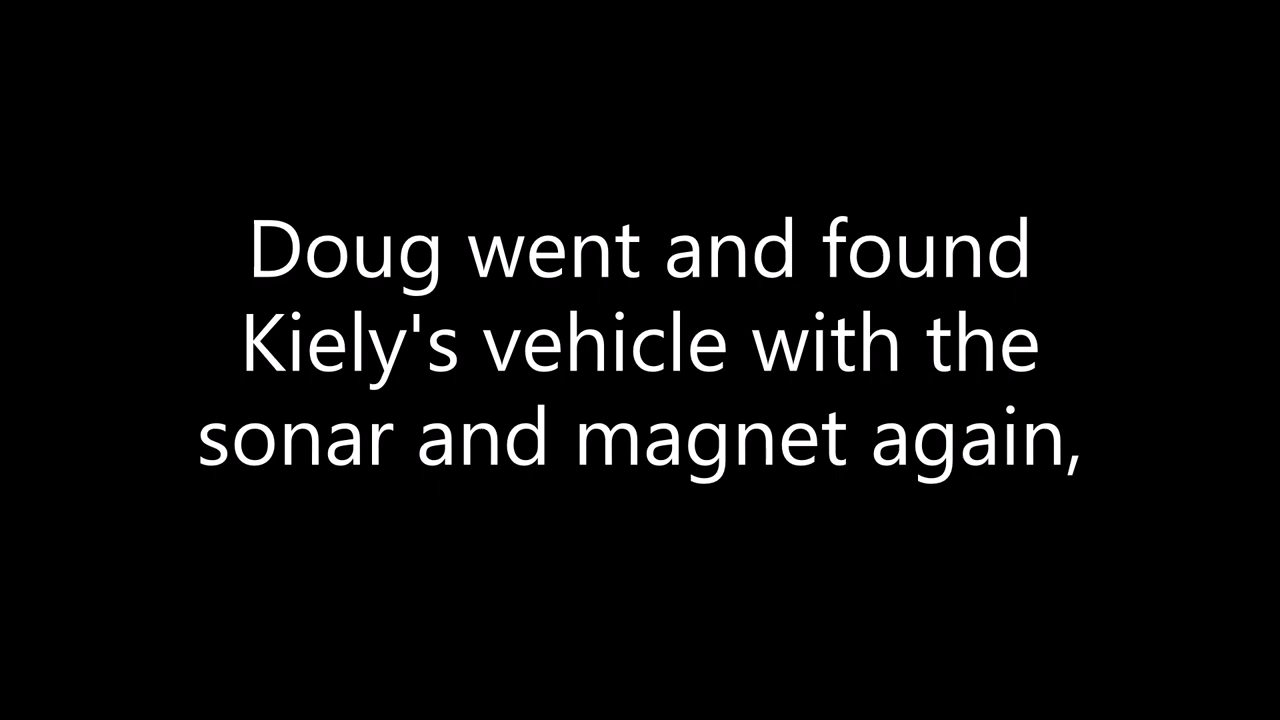 Doug went and found
Kiely's vehicle with the
sonar and magnet again,